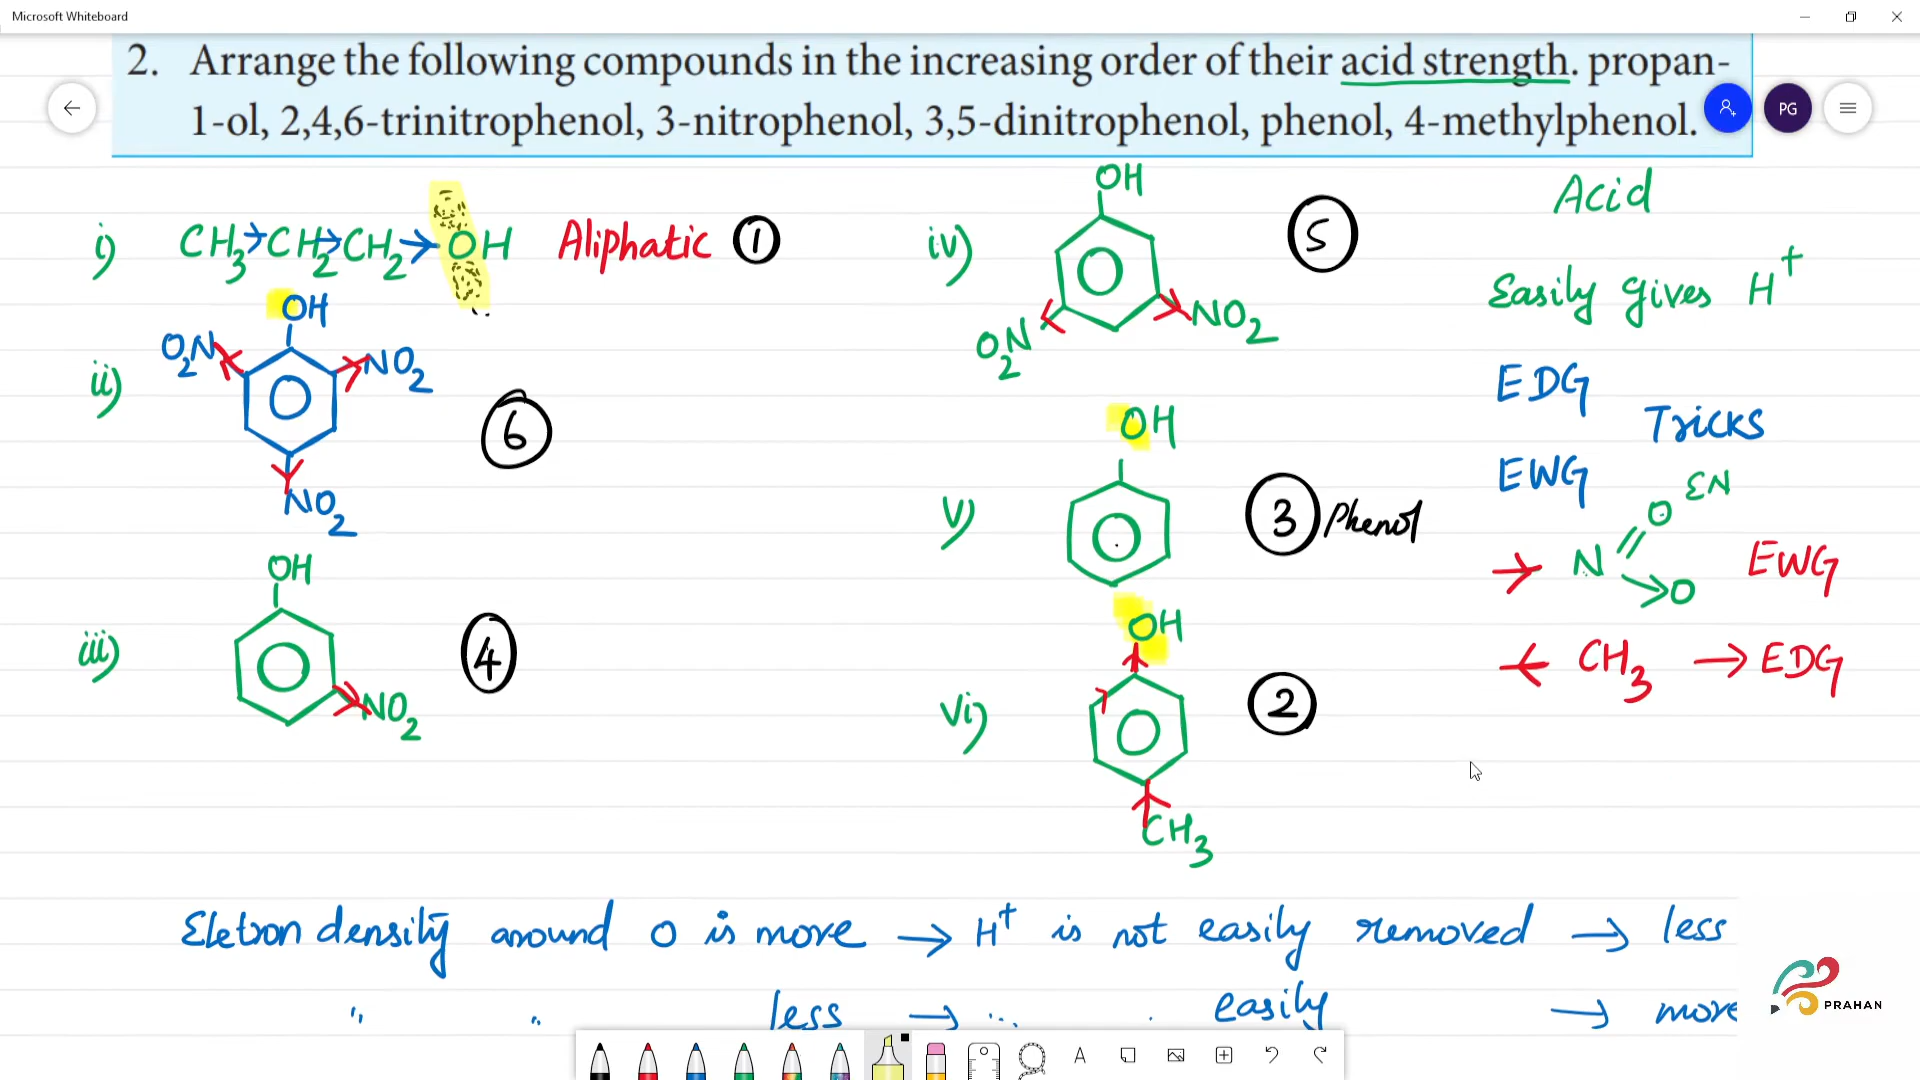 Microsoft Whiteboard
2. Arrange the following compounds in the increasing order of their acid strength. propan-
1-ol, 2,4,6-trinitrophenol, 3-nitrophenol, 3,5-dinitrophenol, phenol, 4-methylphenol.
PG
i) CH3 → CH2 → CH2 → OH Aliphatic ①
ii) OH
O2N NO2
NO2
⑥
iii) OH
NO2
④
iv) OH
O2N NO2
⑤
v) OH
③ Phenol
vi) OH
CH3
②
Acid
Easily gives H+
EDG
Tricks
EWG
EN
O
→ N → O EWG
← CH3 → EDG
Eletron density around O is more → H+ is not easily removed → less
" " less → .. . easily → more
PRAHAN
A